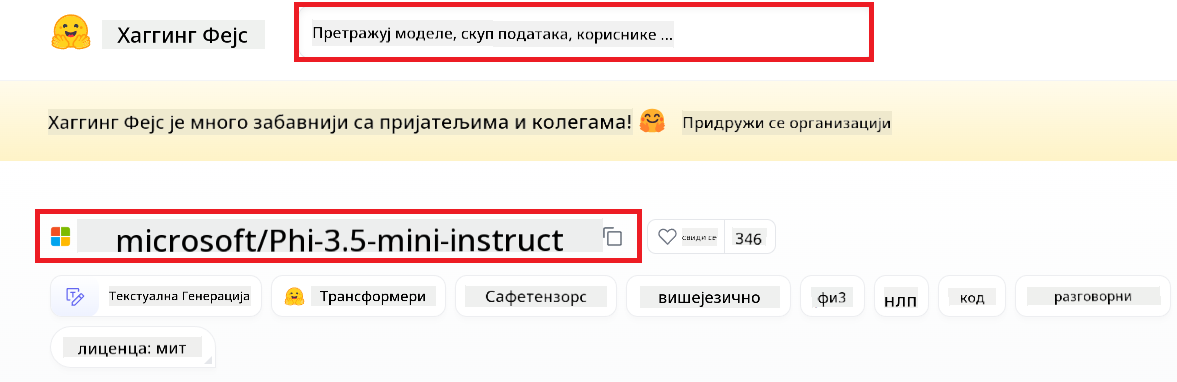 Хаггинг Фејс
Претражуј моделе, скуп података, кориснике ...
Хаггинг Фејс је много забавнији са пријатељима и колегама! Придружи се организацији
microsoft/Phi-3.5-mini-instruct
свиди се 346
Текстуална Генерација Трансформери Сафетензорс вишејезично фи3 нлп код разговорни
лиценца: мит